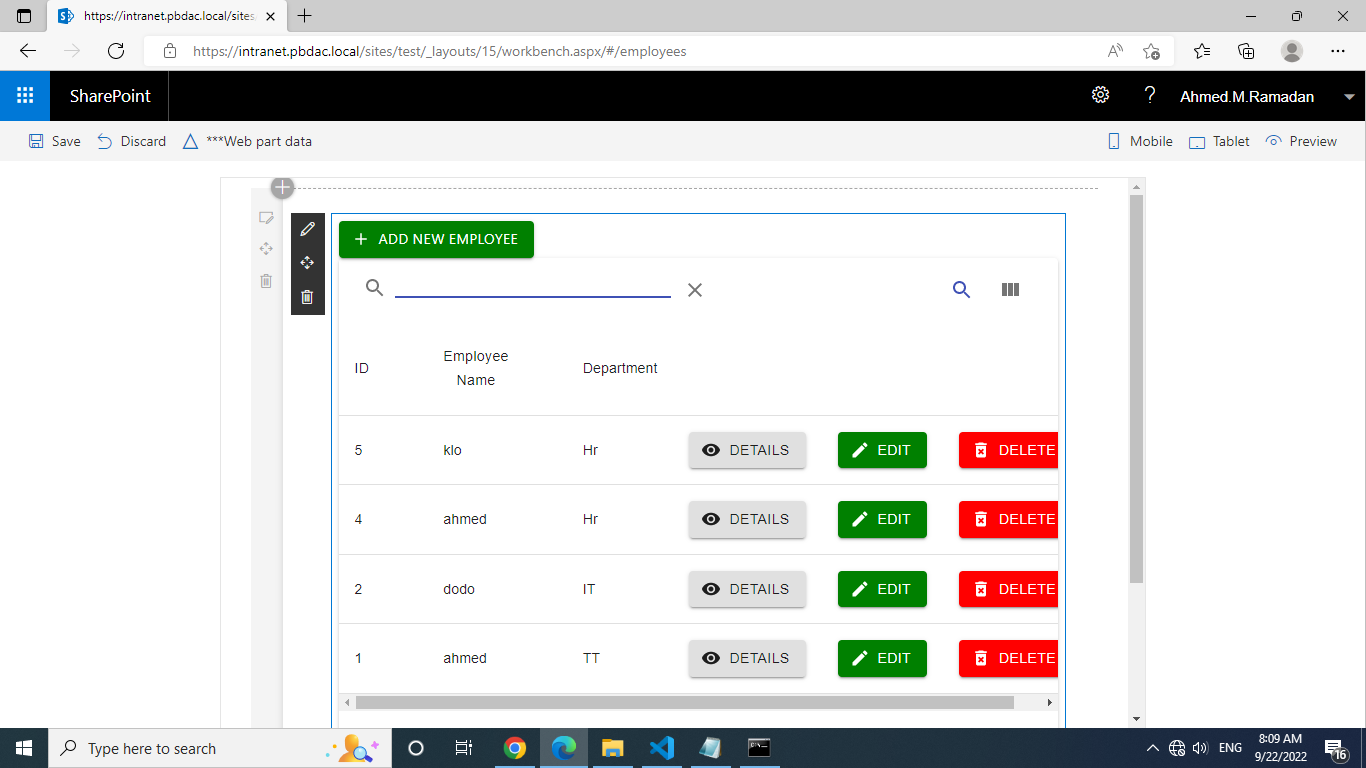 https://intranet.pbdac.local/sites
https://intranet.pbdac.local/sites/test/_layouts/15/workbench.aspx/#/employees
SharePoint
? Ahmed.M.Ramadan
Save Discard ***Web part data Mobile Tablet Preview
+ ADD NEW EMPLOYEE
ID Employee Name Department
5 klo Hr DETAILS EDIT DELETE
4 ahmed Hr DETAILS EDIT DELETE
2 dodo IT DETAILS EDIT DELETE
1 ahmed TT DETAILS EDIT DELETE
Type here to search
ENG
8:09 AM
9/22/2022
16